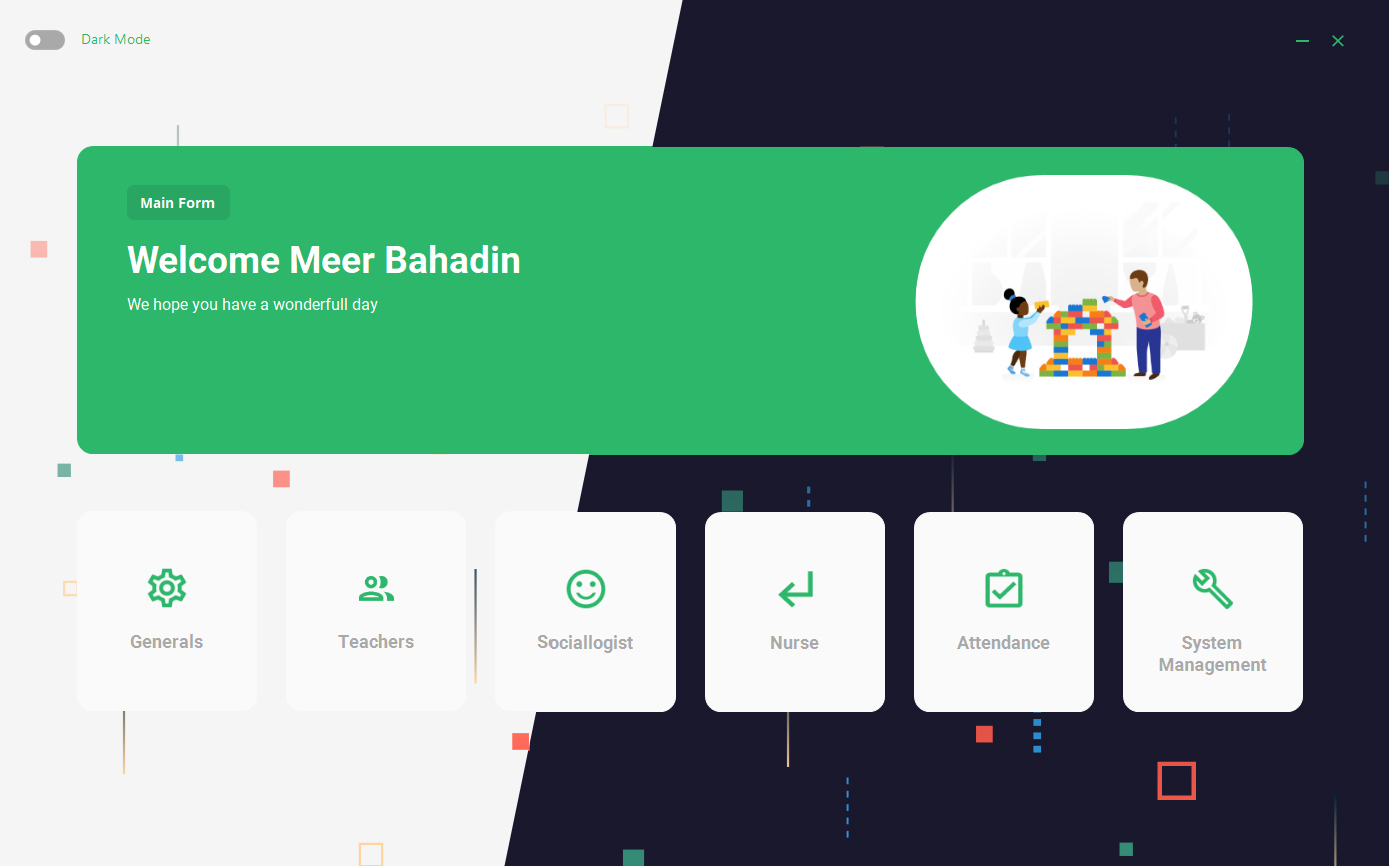 Dark Mode
Main Form
Welcome Meer Bahadin
We hope you have a wonderfull day
Generals
Teachers
Sociallogist
Nurse
Attendance
System
Management